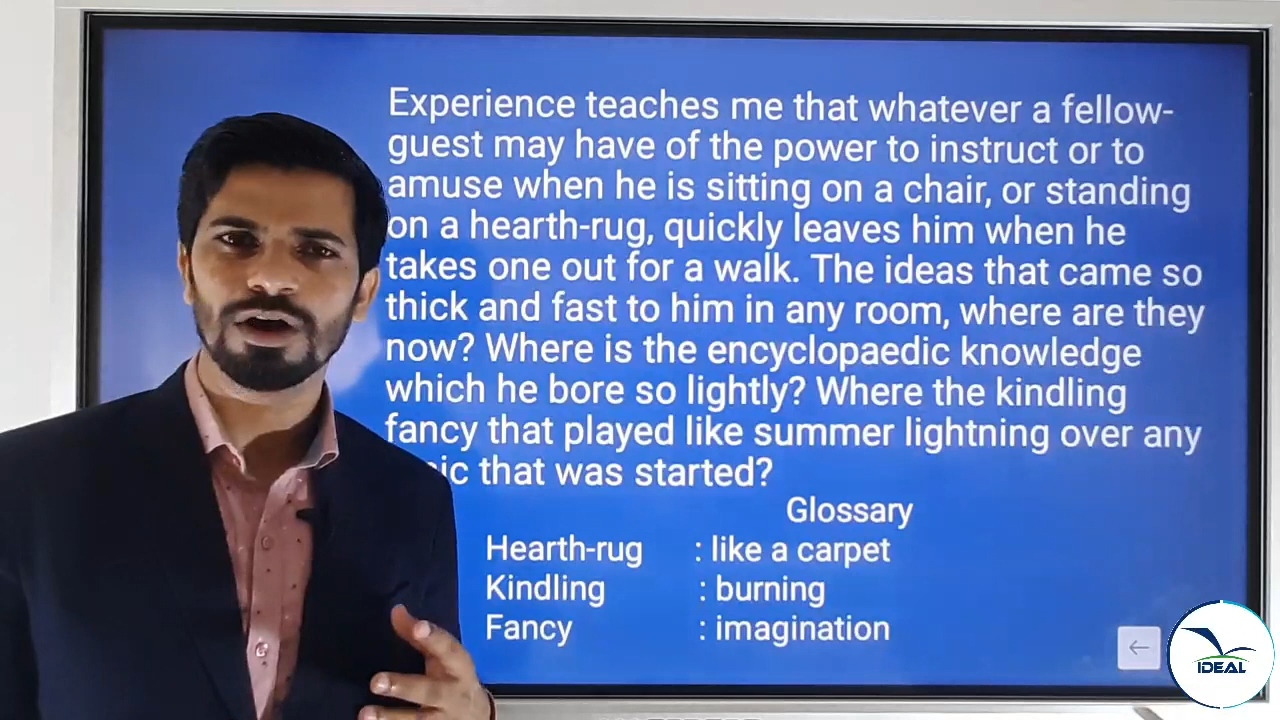 Experience teaches me that whatever a fellow-
guest may have of the power to instruct or to
amuse when he is sitting on a chair, or standing
on a hearth-rug, quickly leaves him when he
takes one out for a walk. The ideas that came so
thick and fast to him in any room, where are they
now? Where is the encyclopaedic knowledge
which he bore so lightly? Where the kindling
fancy that played like summer lightning over any
that was started?
Glossary
Hearth-rug : like a carpet
Kindling : burning
Fancy : imagination
IDEAL